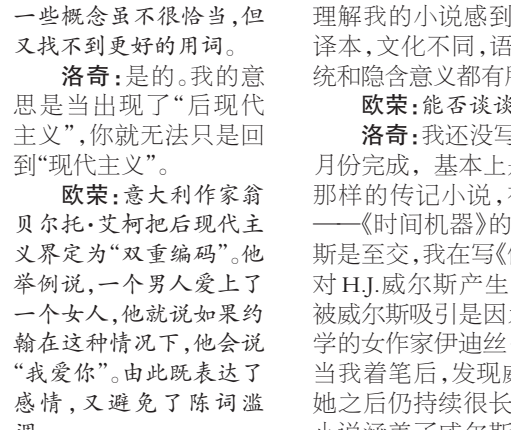 一些概念虽不很恰当，但
又找不到更好的用词。
洛奇：是的。我的意
思是当出现了“后现代
主义”，你就无法只是回
到“现代主义”。
欧荣：意大利作家翁
贝尔托·艾柯把后现代主
义界定为“双重编码”。他
举例说，一个男人爱上了
一个女人，他就说如果约
翰在这种情况下，他会说
“我爱你”。由此既表达了
感情，又避免了陈词滥
理解我的小说感到
译本，文化不同，语
统和隐含意义都有
欧荣：能否谈谈
洛奇：我还没写
月份完成，基本上是
那样的传记小说，
——《时间机器》的
斯是至交，我在写《
对H.J.威尔斯产生
被威尔斯吸引是因
学的女作家伊迪丝
当我着笔后，发现
她之后仍持续很长
小说涵盖了威尔斯